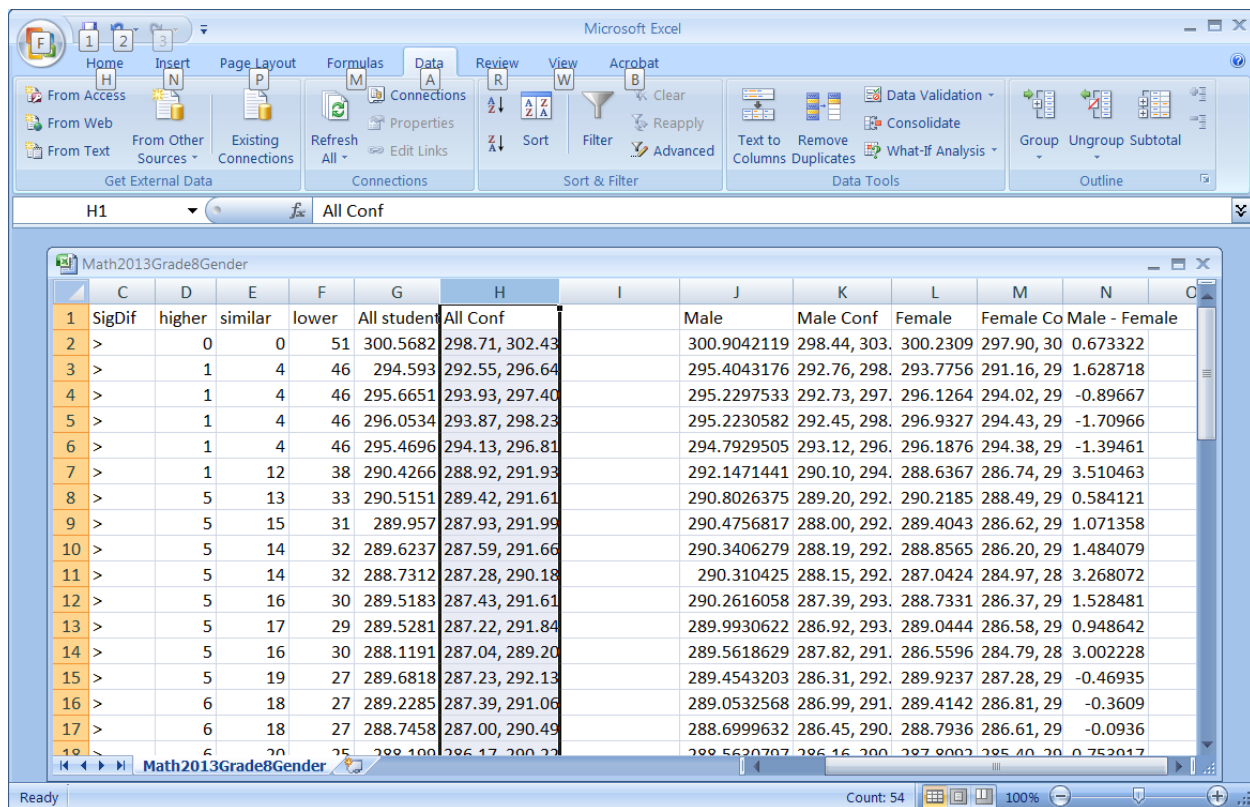 Microsoft Excel
F 1 2 3
Home Insert Page Layout Formulas Data Review View Acrobat
H N P M A R W B
From Access
From Web
From Text
From Other Sources
Existing Connections
Get External Data
Refresh All
Connections
Properties
Edit Links
Connections
Sort
Filter
Clear
Reapply
Advanced
Sort & Filter
Text to Columns
Remove Duplicates
Data Validation
Consolidate
What-If Analysis
Data Tools
Group Ungroup Subtotal
Outline
H1 fx All Conf
Math2013Grade8Gender
C D E F G H I J K L M N O
1 SigDif higher similar lower All student All Conf Male Male Conf Female Female Co Male - Female
2 > 0 0 51 300.5682 298.71, 302.43 300.9042119 298.44, 303. 300.2309 297.90, 30 0.673322
3 > 1 4 46 294.593 292.55, 296.64 295.4043176 292.76, 298. 293.7756 291.16, 29 1.628718
4 > 1 4 46 295.6651 293.93, 297.40 295.2297533 292.73, 297. 296.1264 294.02, 29 -0.89667
5 > 1 4 46 296.0534 293.87, 298.23 295.2230582 292.45, 298. 296.9327 294.43, 29 -1.70966
6 > 1 4 46 295.4696 294.13, 296.81 294.7929505 293.12, 296. 296.1876 294.38, 29 -1.39461
7 > 1 12 38 290.4266 288.92, 291.93 292.1471441 290.10, 294. 288.6367 286.74, 29 3.510463
8 > 5 13 33 290.5151 289.42, 291.61 290.8026375 289.20, 292. 290.2185 288.49, 29 0.584121
9 > 5 15 31 289.957 287.93, 291.99 290.4756817 288.00, 292. 289.4043 286.62, 29 1.071358
10 > 5 14 32 289.6237 287.59, 291.66 290.3406279 288.19, 292. 288.8565 286.20, 29 1.484079
11 > 5 14 32 288.7312 287.28, 290.18 290.310425 288.15, 292. 287.0424 284.97, 28 3.268072
12 > 5 16 30 289.5183 287.43, 291.61 290.2616058 287.39, 293. 288.7331 286.37, 29 1.528481
13 > 5 17 29 289.5281 287.22, 291.84 289.9930622 286.92, 293. 289.0444 286.58, 29 0.948642
14 > 5 16 30 288.1191 287.04, 289.20 289.5618629 287.82, 291. 286.5596 284.79, 28 3.002228
15 > 5 19 27 289.6818 287.23, 292.13 289.4543203 286.31, 292. 289.9237 287.28, 29 -0.46935
16 > 6 18 27 289.2285 287.39, 291.06 289.0532568 286.99, 291. 289.4142 286.81, 29 -0.3609
17 > 6 18 27 288.7458 287.00, 290.49 288.6999632 286.45, 290. 288.7936 286.61, 29 -0.0936
18 > 6 20 25 288.199 286.17, 290.22 288.5630797 286.16, 290. 287.8092 285.40, 29 0.753917
Math2013Grade8Gender
Ready Count: 54 100%